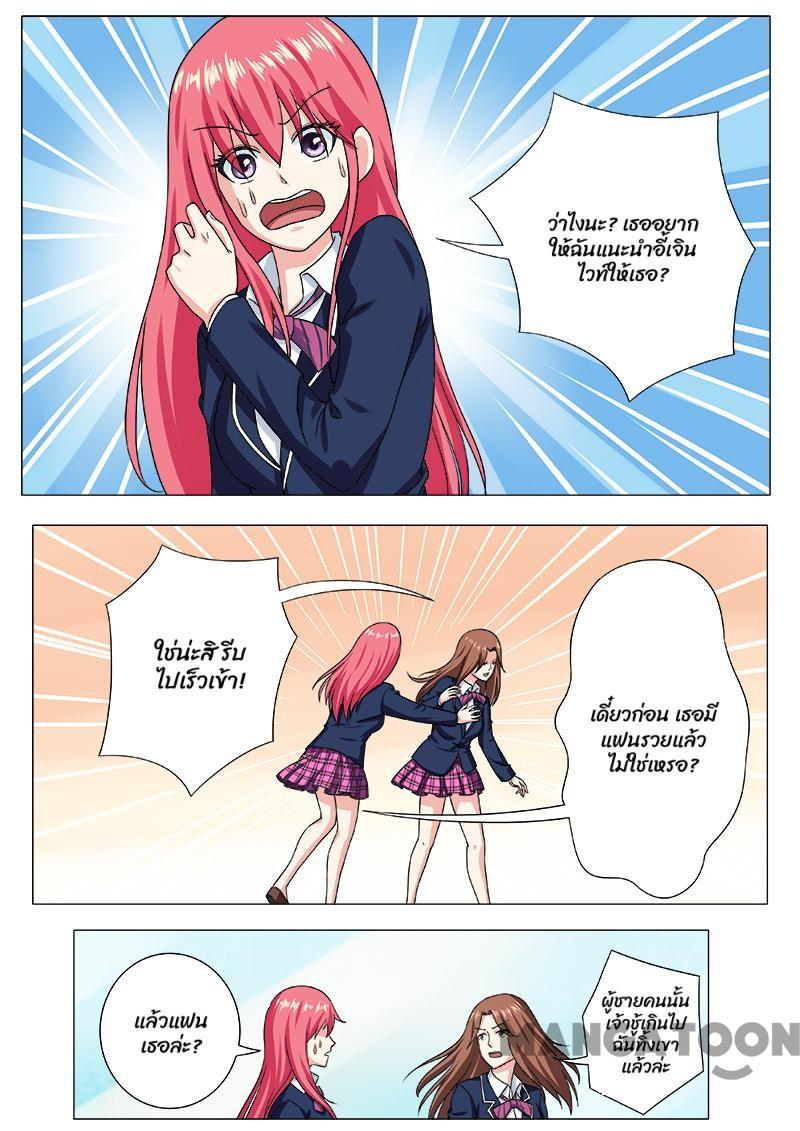 ว่าไงนะ? เธออยาก
ให้ฉันแนะนำอี้เจิน
ไวท์ให้เธอ?
ใช่น่ะสิ รีบ
ไปเร็วเข้า!
เดี๋ยวก่อน เธอมี
แฟนรวยแล้ว
ไม่ใช่เหรอ?
แล้วแฟน
เธอล่ะ?
ผู้ชายคนนั้น
เจ้าชู้เกินไป
ฉันทิ้งเขา
แล้วล่ะ
MANGATOON